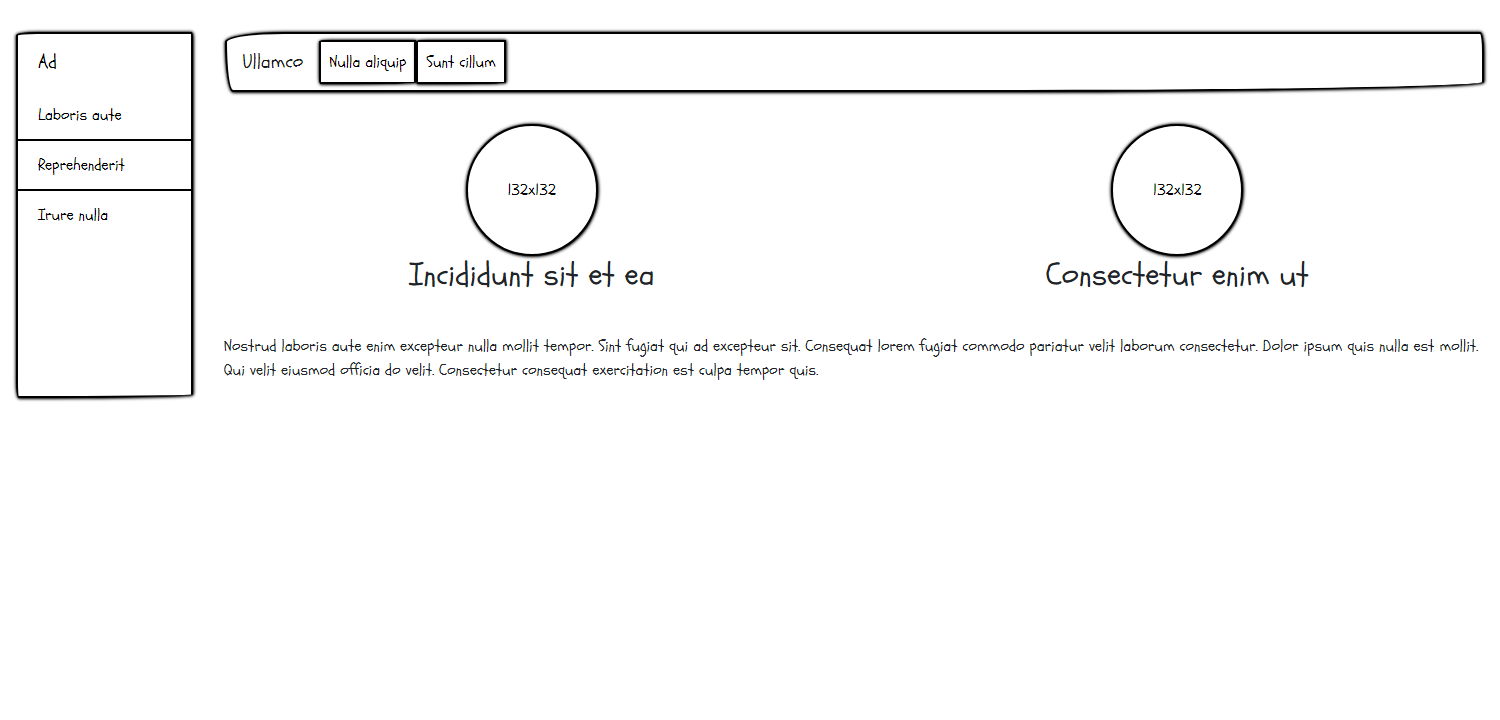 Ad
Laboris aute
Reprehenderit
Irure nulla
Ullamco
Nulla aliquip
Sunt cillum
132x132
Incididunt sit et ea
132x132
Consectetur enim ut
Nostrud laboris aute enim excepteur nulla mollit tempor. Sint fugiat qui ad excepteur sit. Consequat lorem fugiat commodo pariatur velit laborum consectetur. Dolor ipsum quis nulla est mollit.
Qui velit eiusmod officia do velit. Consectetur consequat exercitation est culpa tempor quis.